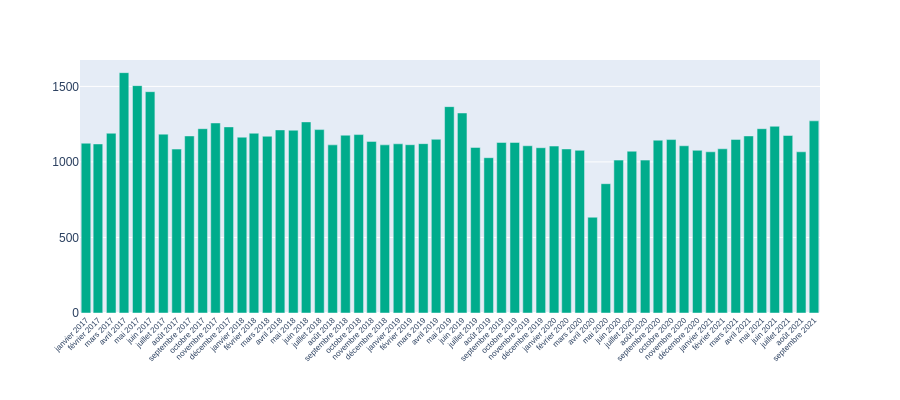 1500
1000
500
0
janvier 2017
février 2017
mars 2017
avril 2017
mai 2017
juin 2017
juillet 2017
août 2017
septembre 2017
octobre 2017
novembre 2017
décembre 2017
janvier 2018
février 2018
mars 2018
avril 2018
mai 2018
juin 2018
juillet 2018
août 2018
septembre 2018
octobre 2018
novembre 2018
décembre 2018
janvier 2019
février 2019
mars 2019
avril 2019
mai 2019
juin 2019
juillet 2019
août 2019
septembre 2019
octobre 2019
novembre 2019
décembre 2019
janvier 2020
février 2020
mars 2020
avril 2020
mai 2020
juin 2020
juillet 2020
août 2020
septembre 2020
octobre 2020
novembre 2020
décembre 2020
janvier 2021
février 2021
mars 2021
avril 2021
mai 2021
juin 2021
juillet 2021
août 2021
septembre 2021